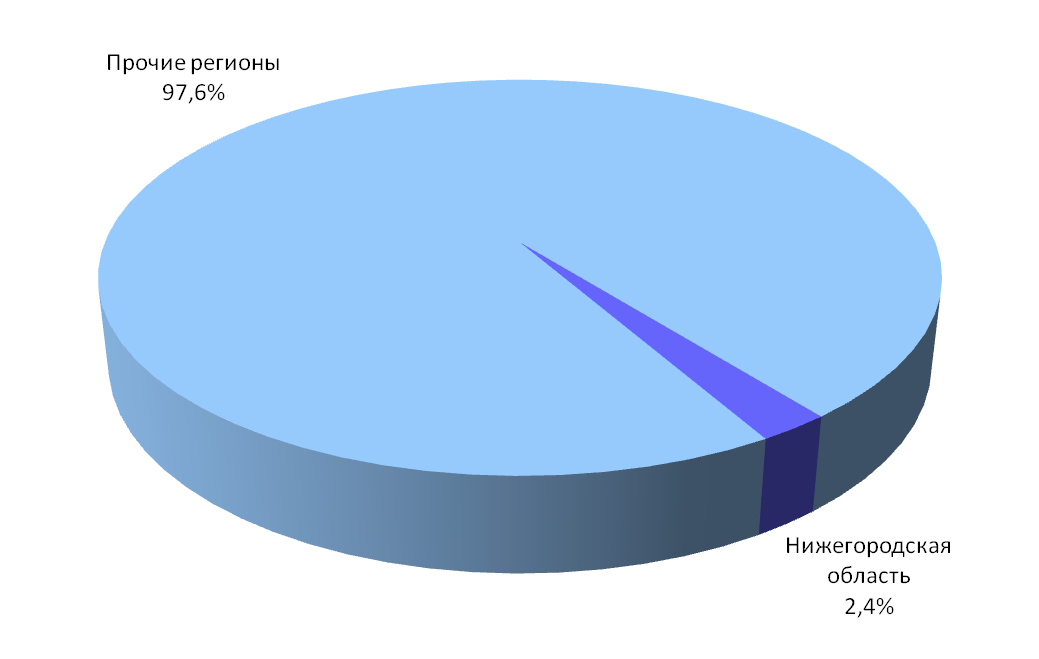 Прочие регионы
97,6%
Нижегородская
область
2,4%